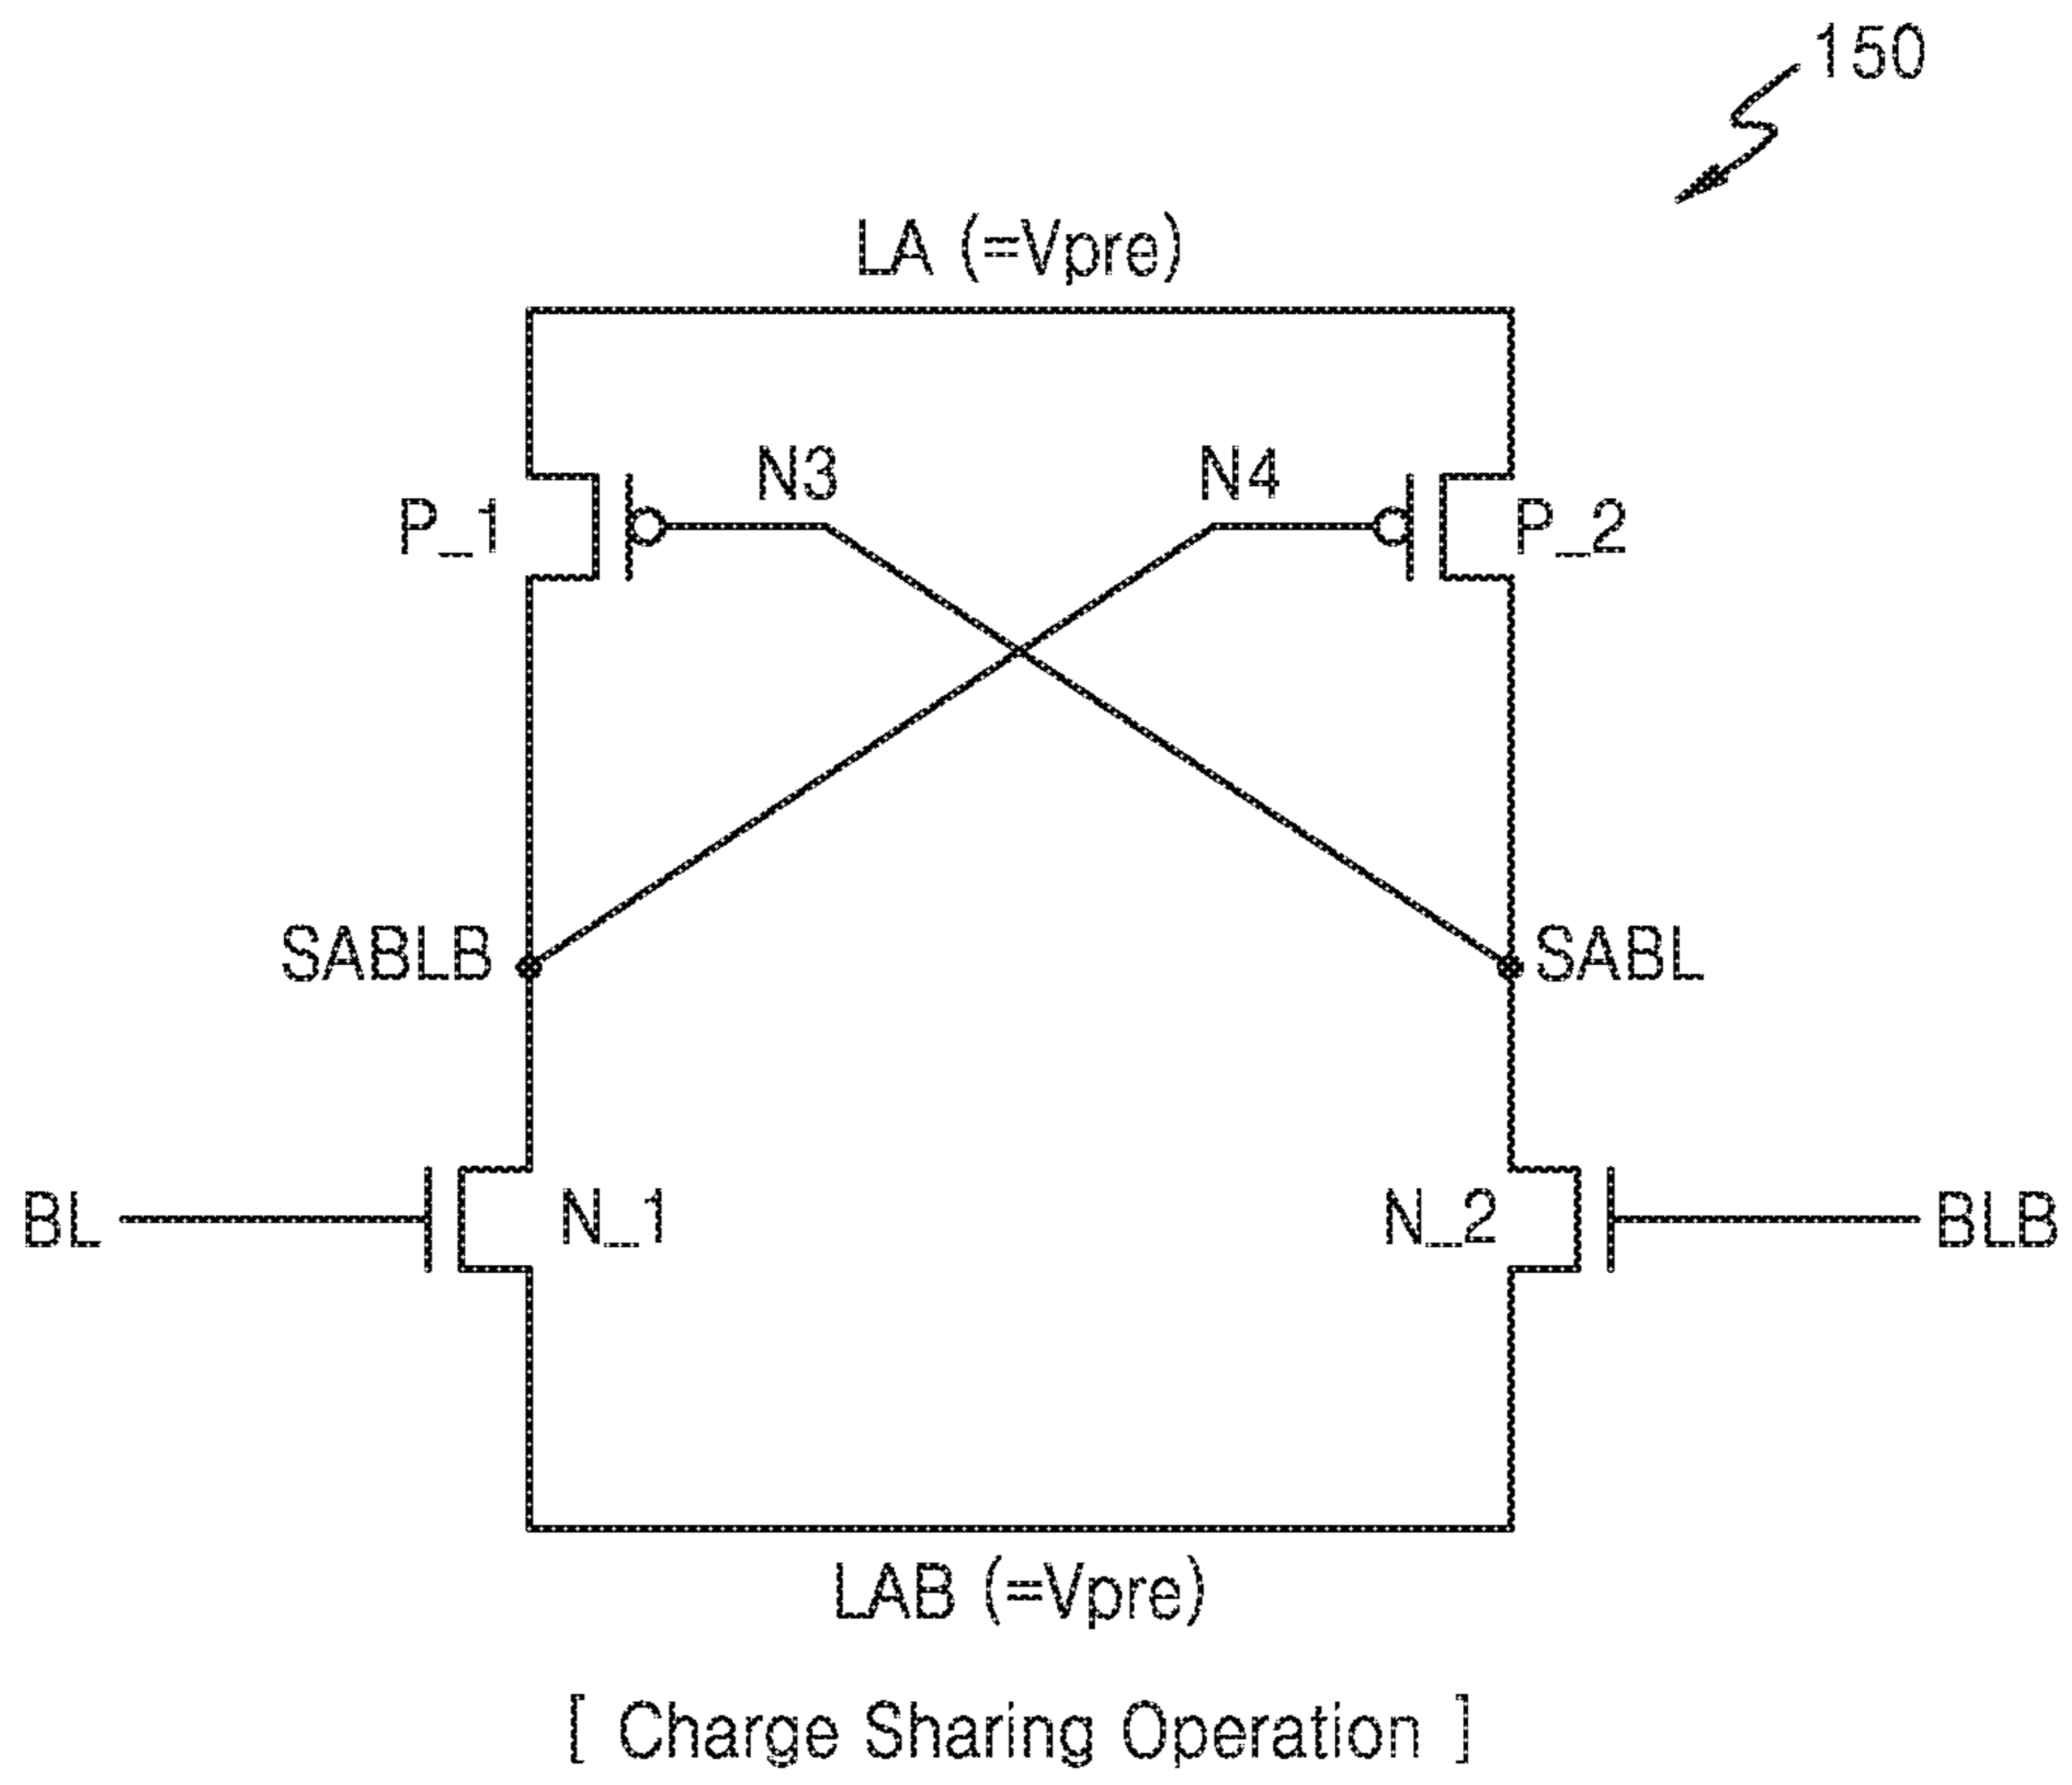 150
LA (=Vpre)
N3
N4
P_1
P_2
SABLB
SABL
BL
N_1
N_2
BLB
LAB (=Vpre)
[ Charge Sharing Operation ]